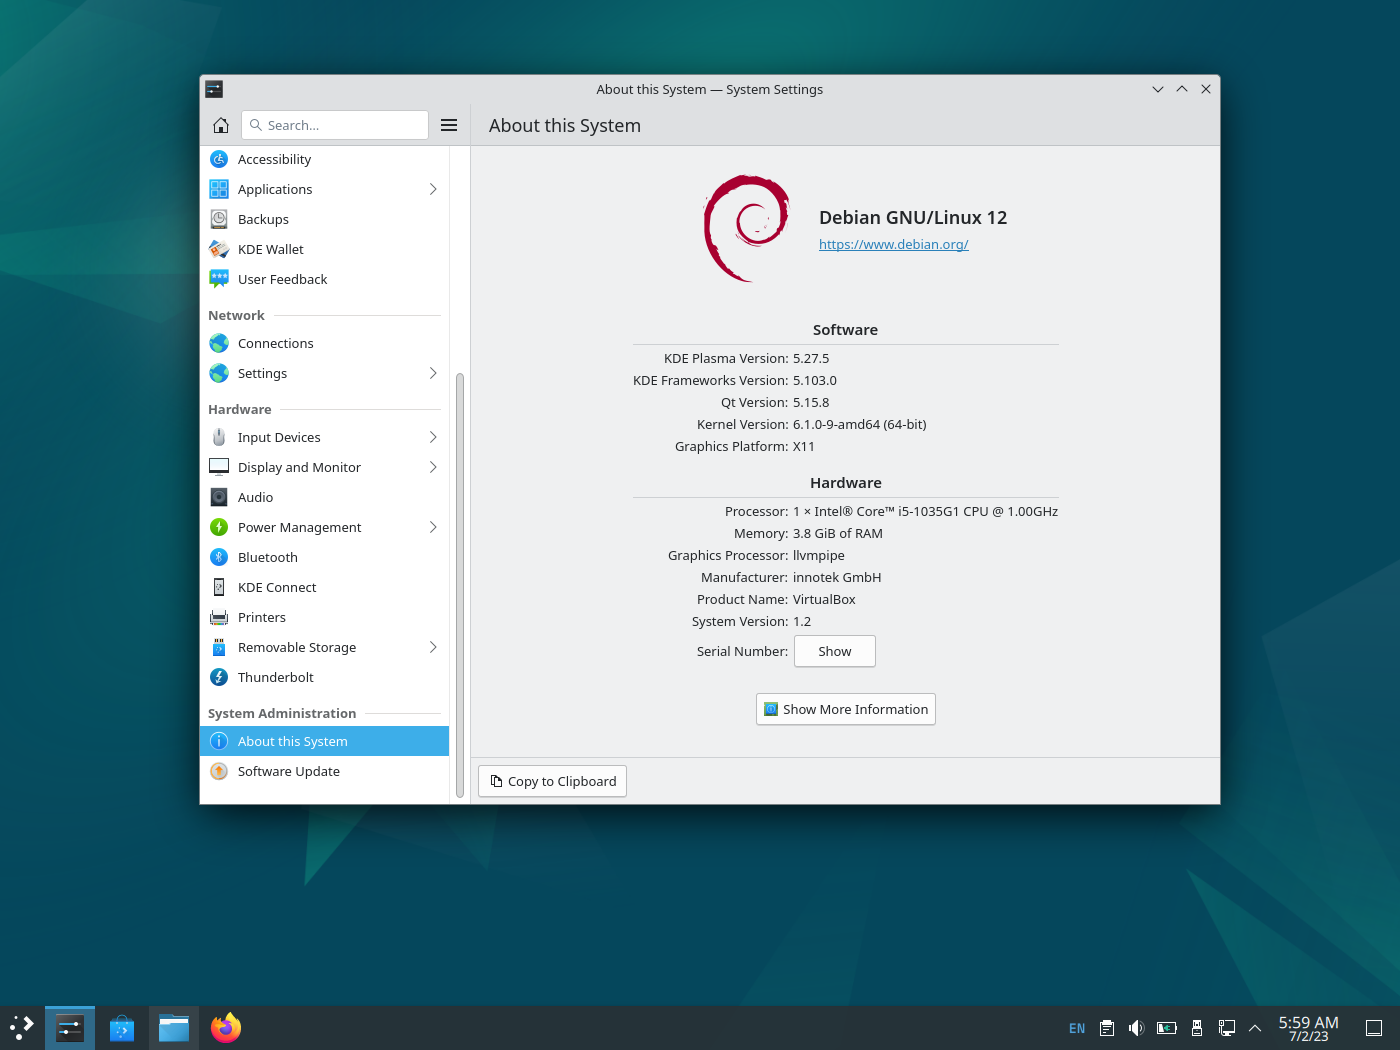 About this System — System Settings
Search...
About this System
Accessibility
Applications
Backups
KDE Wallet
User Feedback
Network
Connections
Settings
Hardware
Input Devices
Display and Monitor
Audio
Power Management
Bluetooth
KDE Connect
Printers
Removable Storage
Thunderbolt
System Administration
About this System
Software Update
Debian GNU/Linux 12
https://www.debian.org/
Software
KDE Plasma Version: 5.27.5
KDE Frameworks Version: 5.103.0
Qt Version: 5.15.8
Kernel Version: 6.1.0-9-amd64 (64-bit)
Graphics Platform: X11
Hardware
Processor: 1 × Intel® Core™ i5-1035G1 CPU @ 1.00GHz
Memory: 3.8 GiB of RAM
Graphics Processor: llvmpipe
Manufacturer: innotek GmbH
Product Name: VirtualBox
System Version: 1.2
Serial Number: Show
Show More Information
Copy to Clipboard
EN
5:59 AM
7/2/23